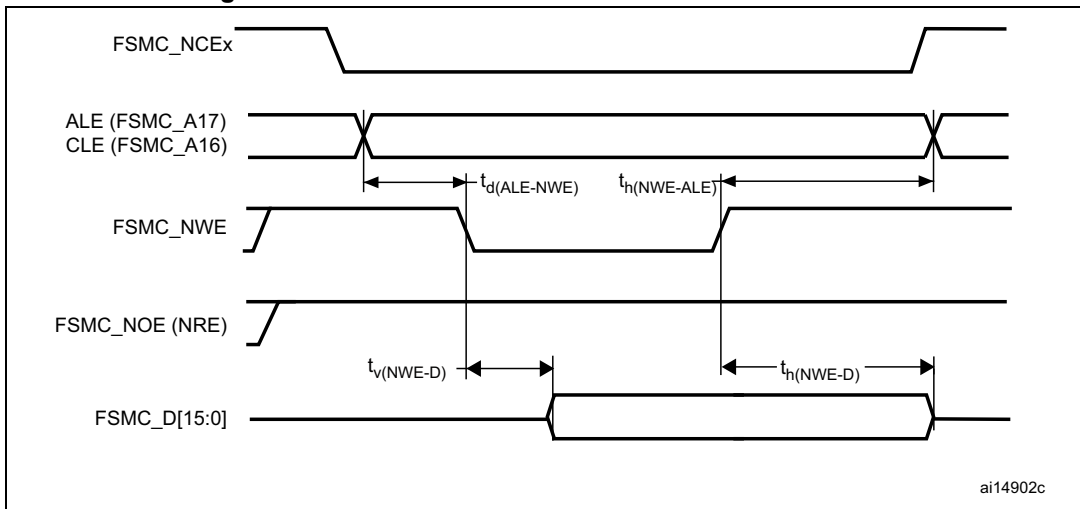 FSMC_NCEx
ALE (FSMC_A17)
CLE (FSMC_A16)
td(ALE-NWE)
th(NWE-ALE)
FSMC_NWE
FSMC_NOE (NRE)
tv(NWE-D)
th(NWE-D)
FSMC_D[15:0]
ai14902c